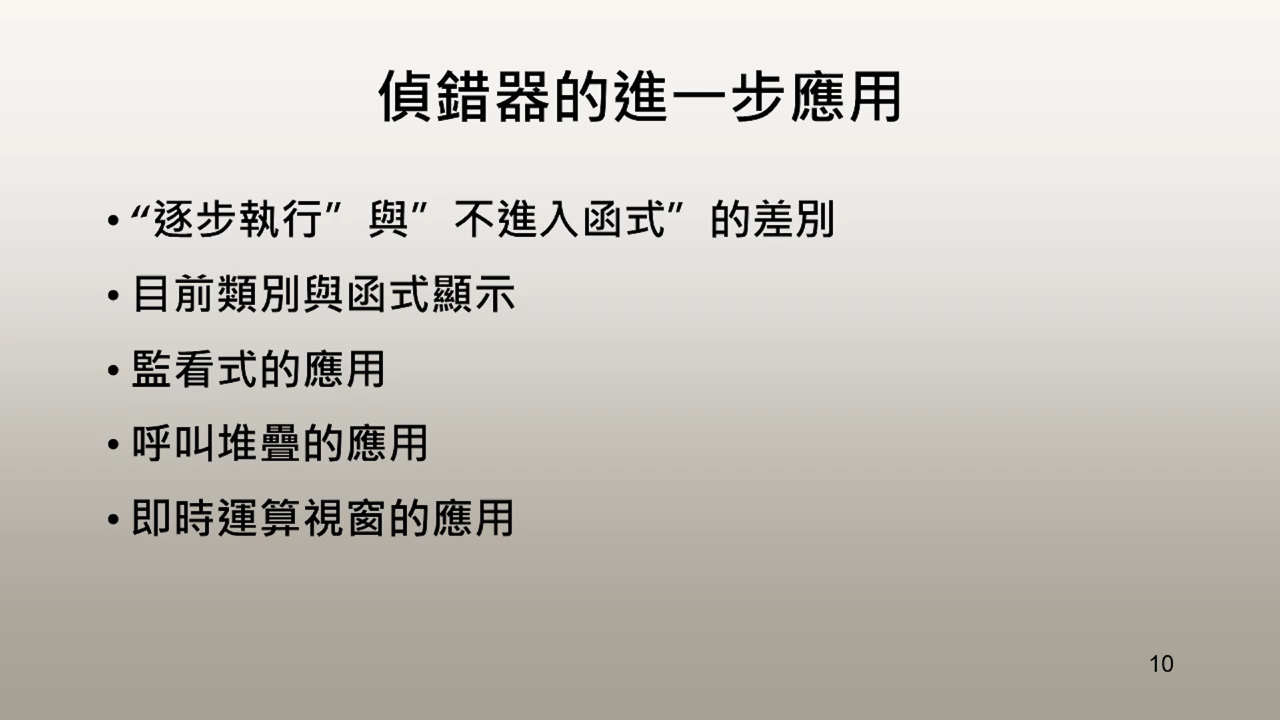 偵錯器的進一步應用
• “逐步執行”與”不進入函式”的差別
• 目前類別與函式顯示
• 監看式的應用
• 呼叫堆疊的應用
• 即時運算視窗的應用
10